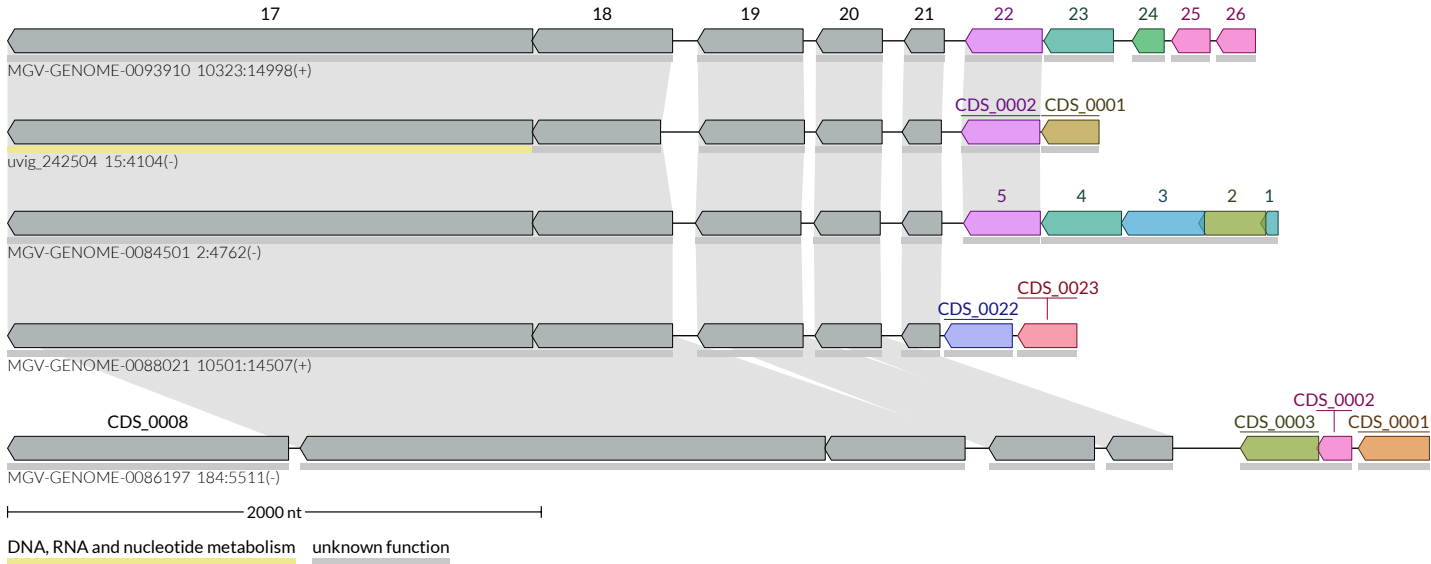 17 18 19 20 21 22 23 24 25 26
MGV-GENOME-0093910 10323:14998(+)
CDS_0002 CDS_0001
uvig_242504 15:4104(-)
5 4 3 2 1
MGV-GENOME-0084501 2:4762(-)
CDS_0023
CDS_0022
MGV-GENOME-0088021 10501:14507(+)
CDS_0002
CDS_0008 CDS_0003 CDS_0001
MGV-GENOME-0086197 184:5511(-)
2000 nt
DNA, RNA and nucleotide metabolism unknown function